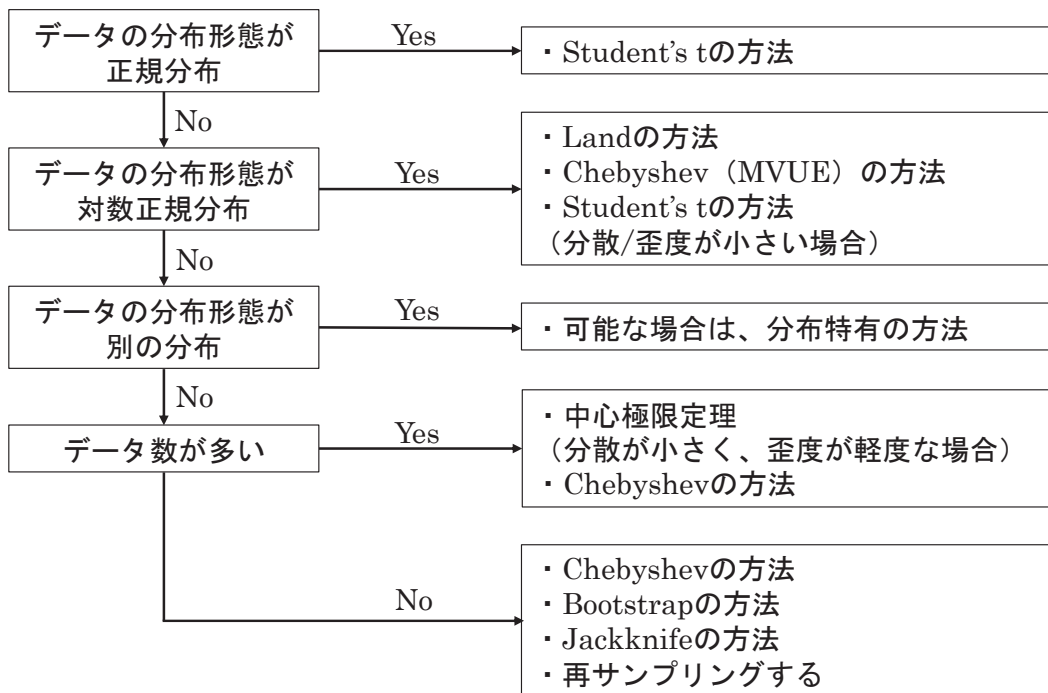 データの分布形態が
正規分布
Yes
・Student's tの方法
No
データの分布形態が
対数正規分布
Yes
・Landの方法
・Chebyshev（MVUE）の方法
・Student's tの方法
（分散/歪度が小さい場合）
No
データの分布形態が
別の分布
Yes
・可能な場合は、分布特有の方法
No
データ数が多い
Yes
・中心極限定理
（分散が小さく、歪度が軽度な場合）
・Chebyshevの方法
No
・Chebyshevの方法
・Bootstrapの方法
・Jackknifeの方法
・再サンプリングする